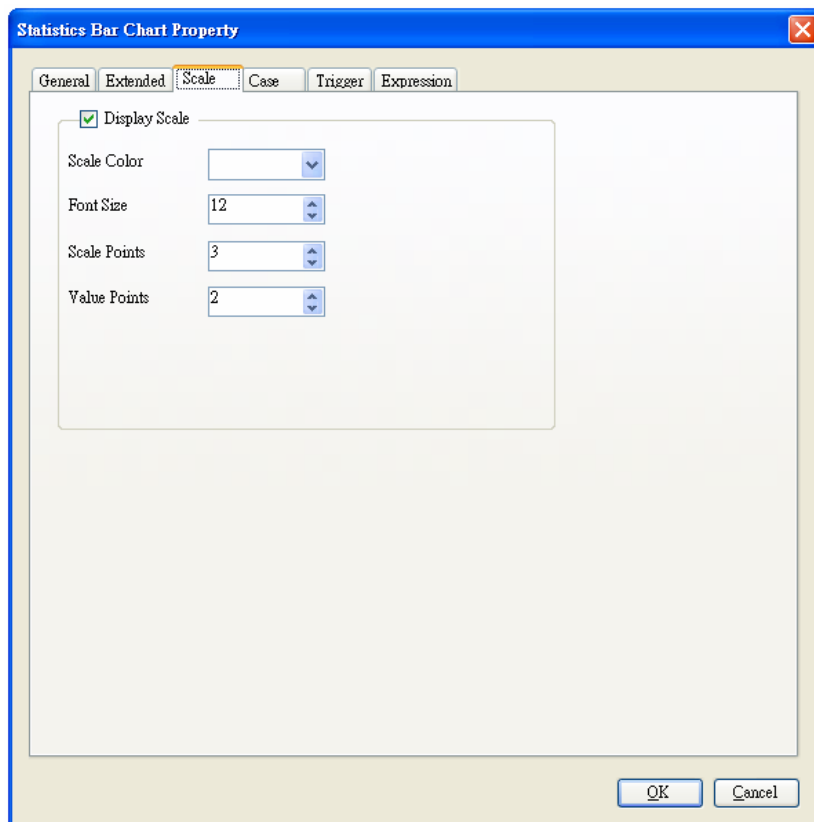 Statistics Bar Chart Property
General Extended Scale Case Trigger Expression
Display Scale
Scale Color
Font Size 12
Scale Points 3
Value Points 2
OK Cancel